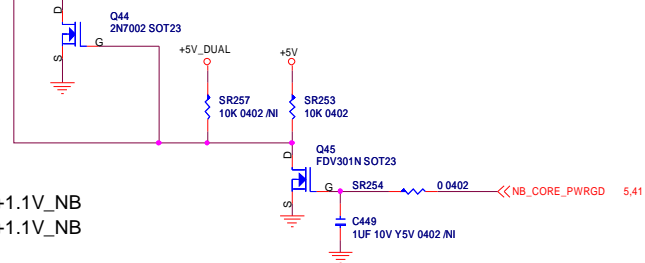 D
Q44
2N7002 SOT23
G
S
+5V_DUAL
+5V
SR257
10K 0402 /NI
SR253
10K 0402
Q45
FDV301N SOT23
D
G
S
SR254
0 0402
NB_CORE_PWRGD 5,41
C449
1UF 10V Y5V 0402 /NI
+1.1V_NB
+1.1V_NB